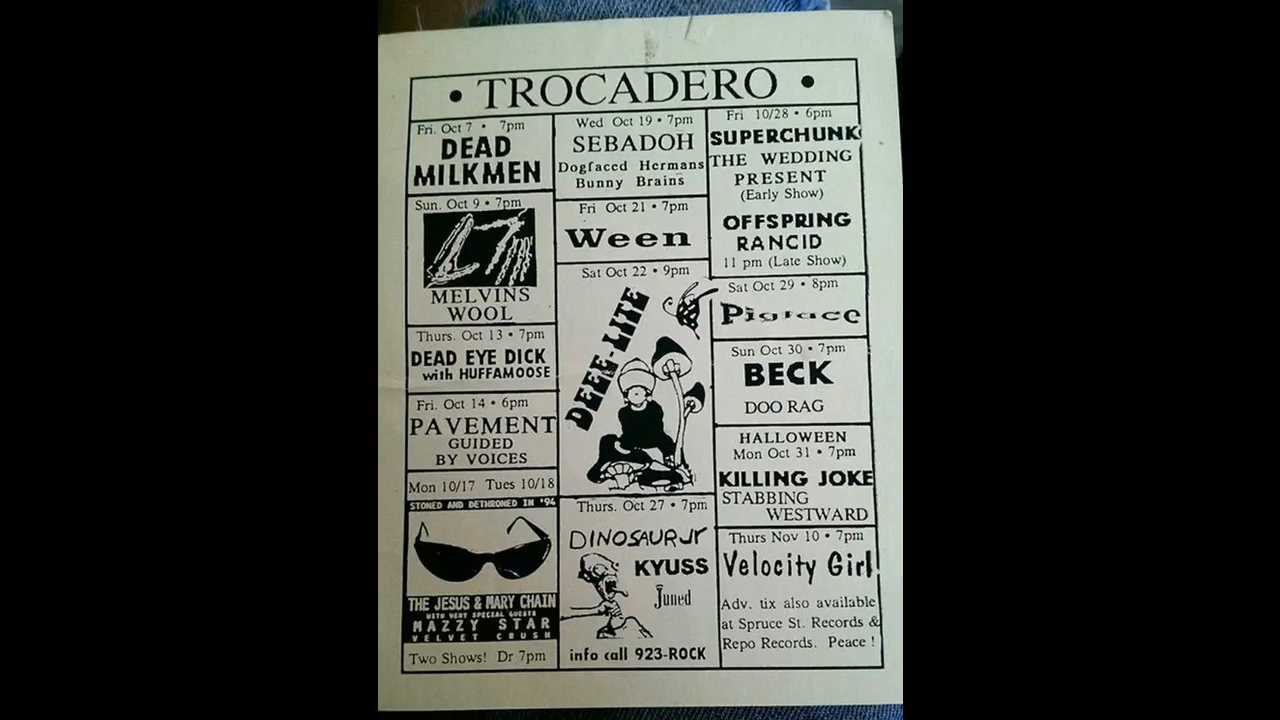 • TROCADERO •
Fri. Oct 7 • 7pm
DEAD
MILKMEN
Sun. Oct 9 • 7pm
L7
MELVINS
WOOL
Thurs. Oct 13 • 7pm
DEAD EYE DICK
with HUFFAMOOSE
Fri. Oct 14 • 6pm
PAVEMENT
GUIDED
BY VOICES
Mon 10/17 Tues 10/18
STONED AND DETHRONED IN '94
THE JESUS & MARY CHAIN
WITH VERY SPECIAL GUESTS
MAZZY STAR
VELVET CRUSH
Two Shows! Dr 7pm
Wed Oct 19 • 7pm
SEBADOH
Dogfaced Hermans
Bunny Brains
Fri Oct 21 • 7pm
Ween
Sat Oct 22 • 9pm
DEEE-LITE
Thurs. Oct 27 • 7pm
DINOSAUR Jr
KYUSS
Juned
info call 923-ROCK
Fri 10/28 • 6pm
SUPERCHUNK
THE WEDDING
PRESENT
(Early Show)
OFFSPRING
RANCID
11 pm (Late Show)
Sat Oct 29 • 8pm
Pigface
Sun Oct 30 • 7pm
BECK
DOO RAG
HALLOWEEN
Mon Oct 31 • 7pm
KILLING JOKE
STABBING
WESTWARD
Thurs Nov 10 • 7pm
Velocity Girl!
Adv. tix also available
at Spruce St. Records &
Repo Records. Peace !